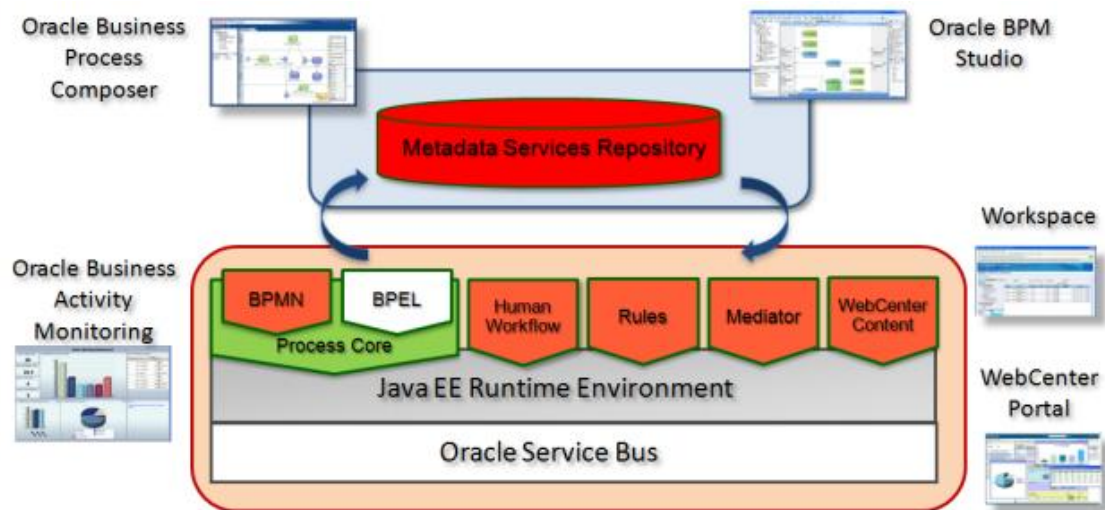 Oracle Business
Process
Composer
Oracle BPM
Studio
Metadata Services Repository
Workspace
Oracle Business
Activity
Monitoring
BPMN
BPEL
Process Core
Human
Workflow
Rules
Mediator
WebCenter
Content
Java EE Runtime Environment
Oracle Service Bus
WebCenter
Portal